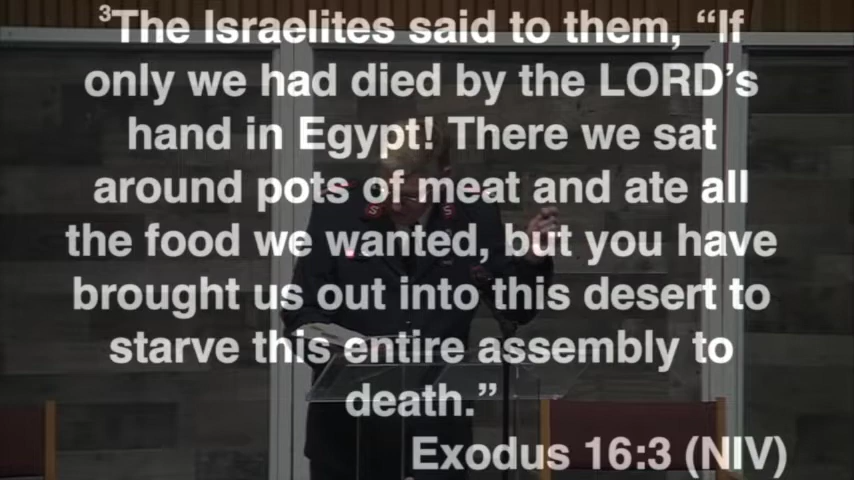 ³The Israelites said to them, “If
only we had died by the LORD’s
hand in Egypt! There we sat
around pots of meat and ate all
the food we wanted, but you have
brought us out into this desert to
starve this entire assembly to
death.”
Exodus 16:3 (NIV)
S S